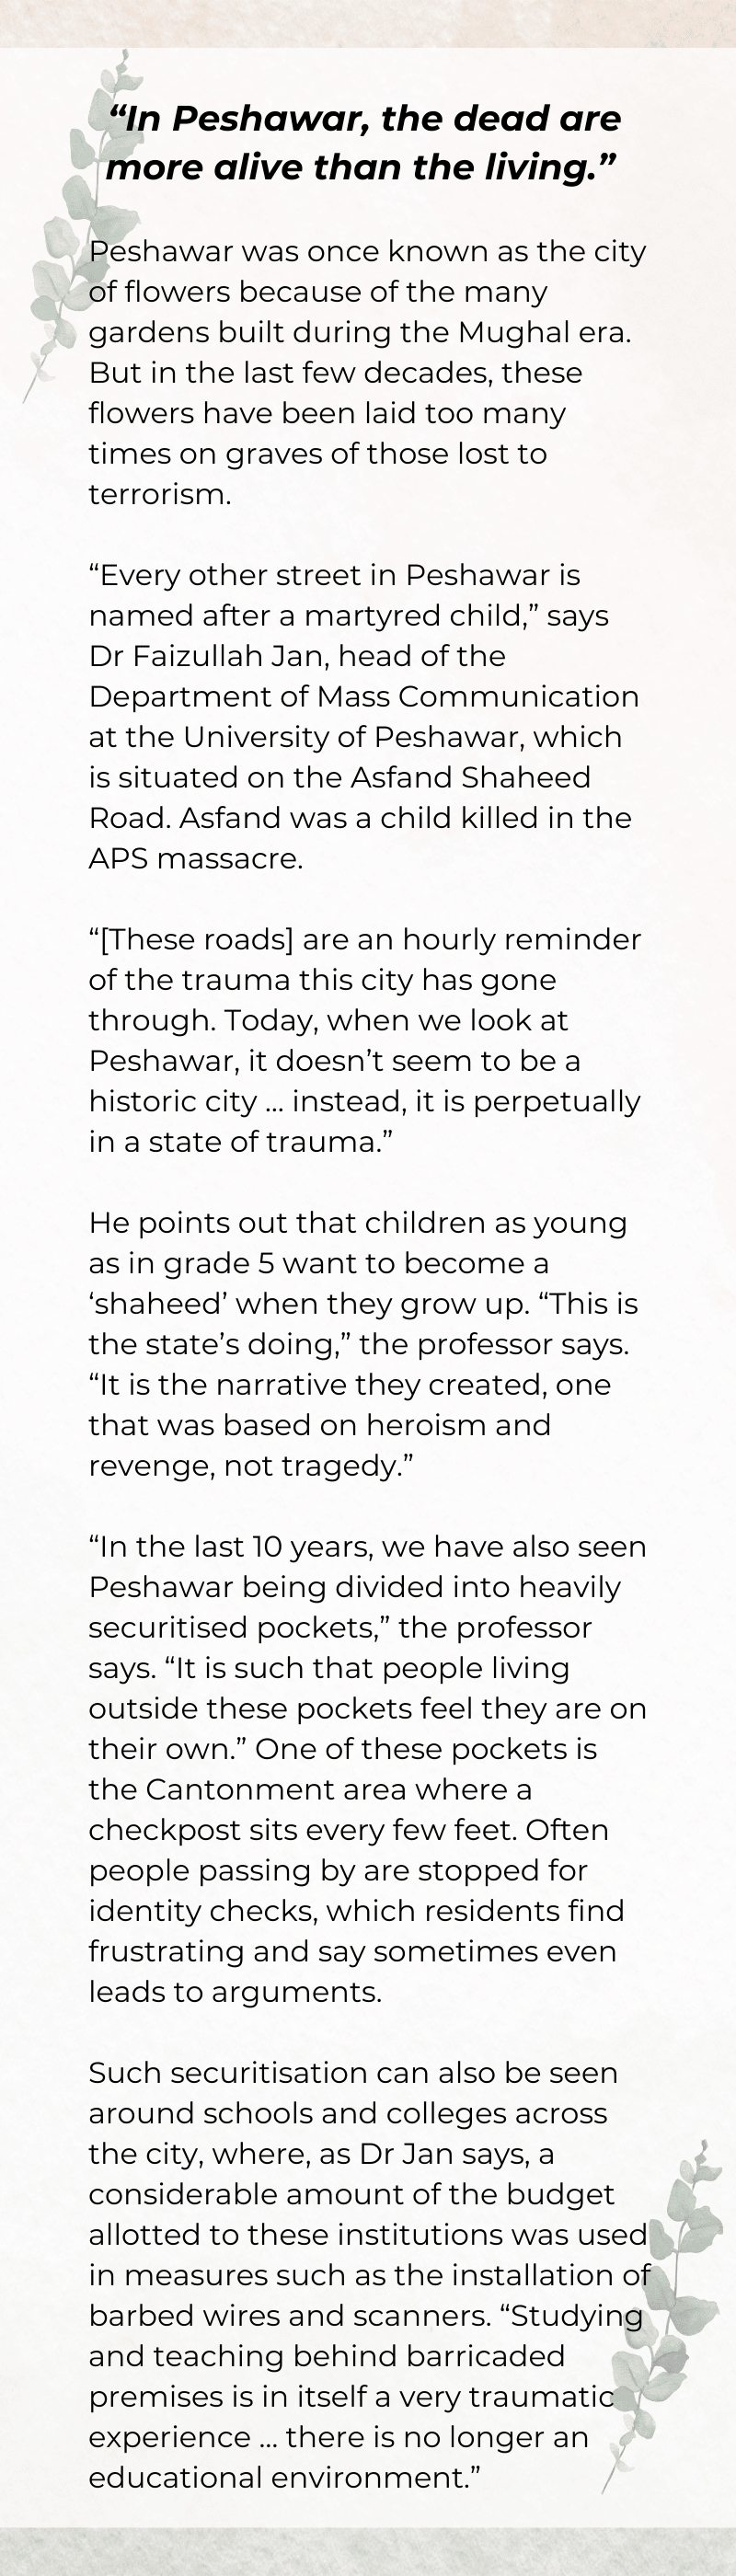 “In Peshawar, the dead are
more alive than the living.”
Peshawar was once known as the city
of flowers because of the many
gardens built during the Mughal era.
But in the last few decades, these
flowers have been laid too many
times on graves of those lost to
terrorism.
“Every other street in Peshawar is
named after a martyred child,” says
Dr Faizullah Jan, head of the
Department of Mass Communication
at the University of Peshawar, which
is situated on the Asfand Shaheed
Road. Asfand was a child killed in the
APS massacre.
“[These roads] are an hourly reminder
of the trauma this city has gone
through. Today, when we look at
Peshawar, it doesn’t seem to be a
historic city ... instead, it is perpetually
in a state of trauma.”
He points out that children as young
as in grade 5 want to become a
‘shaheed’ when they grow up. “This is
the state’s doing,” the professor says.
“It is the narrative they created, one
that was based on heroism and
revenge, not tragedy.”
“In the last 10 years, we have also seen
Peshawar being divided into heavily
securitised pockets,” the professor
says. “It is such that people living
outside these pockets feel they are on
their own.” One of these pockets is
the Cantonment area where a
checkpost sits every few feet. Often
people passing by are stopped for
identity checks, which residents find
frustrating and say sometimes even
leads to arguments.
Such securitisation can also be seen
around schools and colleges across
the city, where, as Dr Jan says, a
considerable amount of the budget
allotted to these institutions was used
in measures such as the installation of
barbed wires and scanners. “Studying
and teaching behind barricaded
premises is in itself a very traumatic
experience ... there is no longer an
educational environment.”